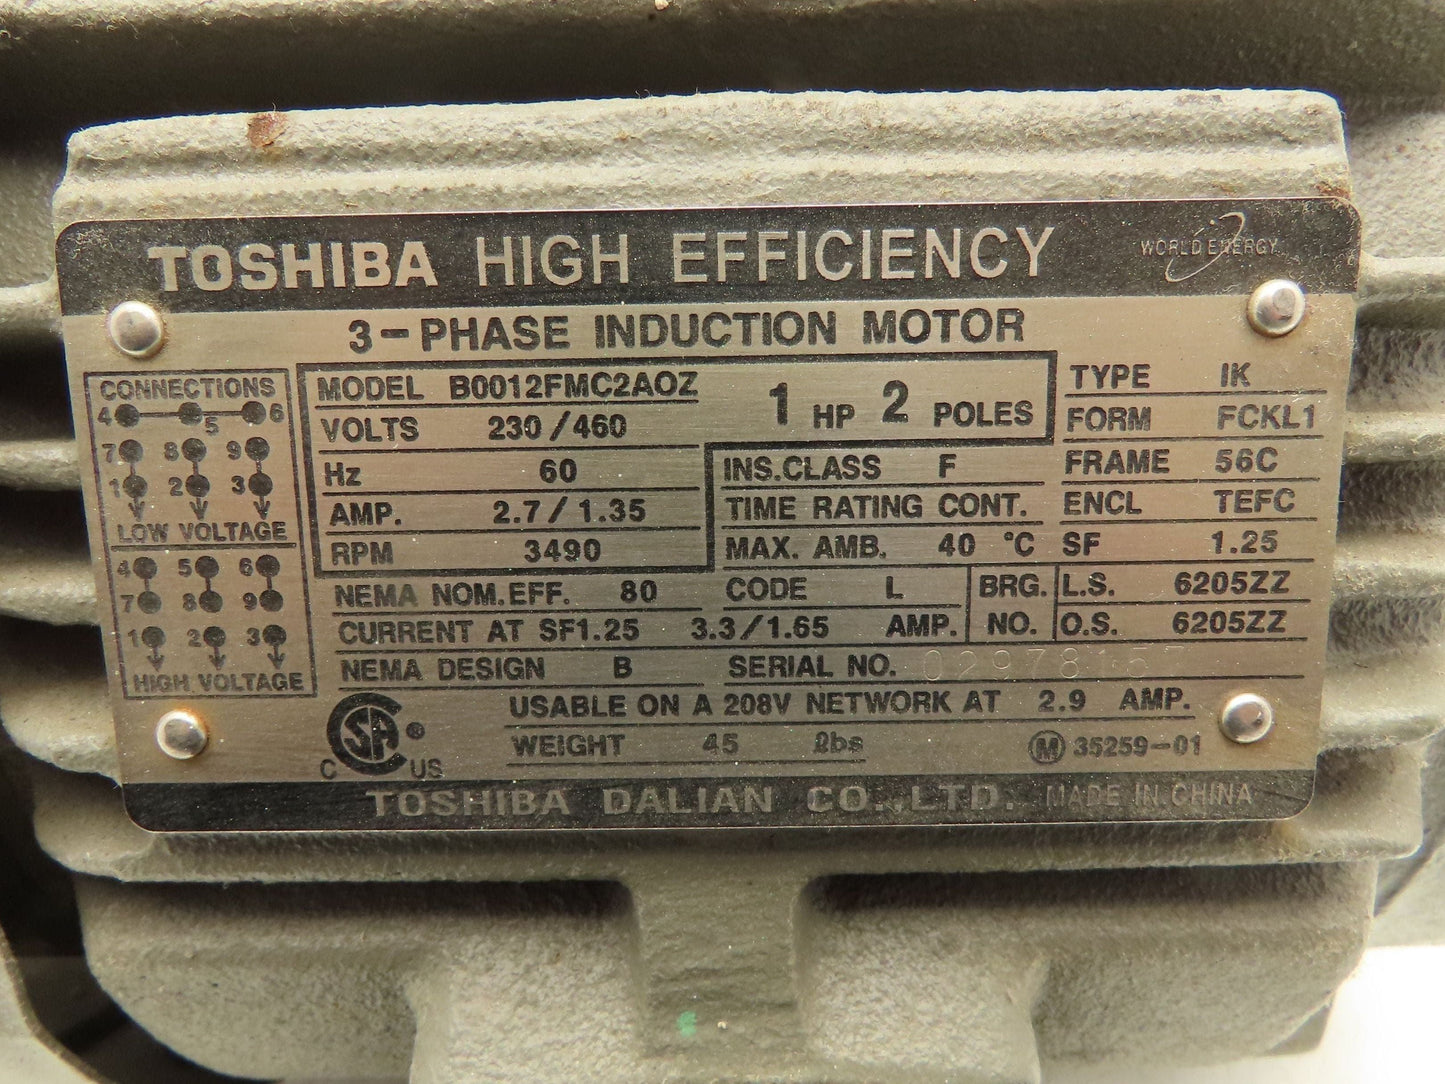 TOSHIBA HIGH EFFICIENCY
WORLD ENERGY
3-PHASE INDUCTION MOTOR
CONNECTIONS
4 5 6
7 8 9
1 2 3
LOW VOLTAGE
4 5 6
7 8 9
1 2 3
HIGH VOLTAGE
MODEL B0012FMC2AOZ
VOLTS 230/460
Hz 60
AMP. 2.7/1.35
RPM 3490
1 HP 2 POLES
INS.CLASS F
TIME RATING CONT.
MAX. AMB. 40 °C
TYPE IK
FORM FCKL1
FRAME 56C
ENCL TEFC
SF 1.25
NEMA NOM.EFF. 80
CODE L
BRG. NO.
L.S. 6205ZZ
O.S. 6205ZZ
CURRENT AT SF1.25 3.3/1.65 AMP.
NEMA DESIGN B
SERIAL NO. 02978157
USABLE ON A 208V NETWORK AT 2.9 AMP.
WEIGHT 45 lbs
Ⓜ 35259-01
SA ®
C US
TOSHIBA DALIAN CO.,LTD. MADE IN CHINA